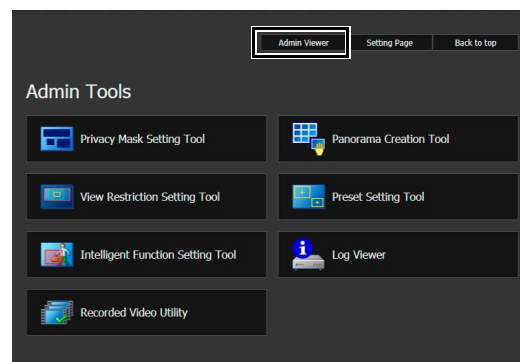 Admin Viewer Setting Page Back to top
Admin Tools
Privacy Mask Setting Tool Panorama Creation Tool
View Restriction Setting Tool Preset Setting Tool
Intelligent Function Setting Tool Log Viewer
Recorded Video Utility